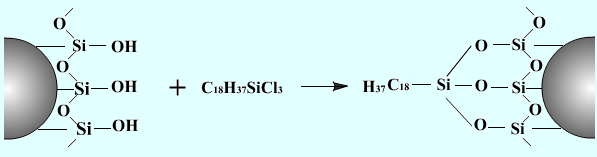 O O
Si — OH O — Si
O O
Si — OH + C₁₈H₃₇SiCl₃ → H₃₇C₁₈ — Si — O — Si
O O
Si — OH O — Si